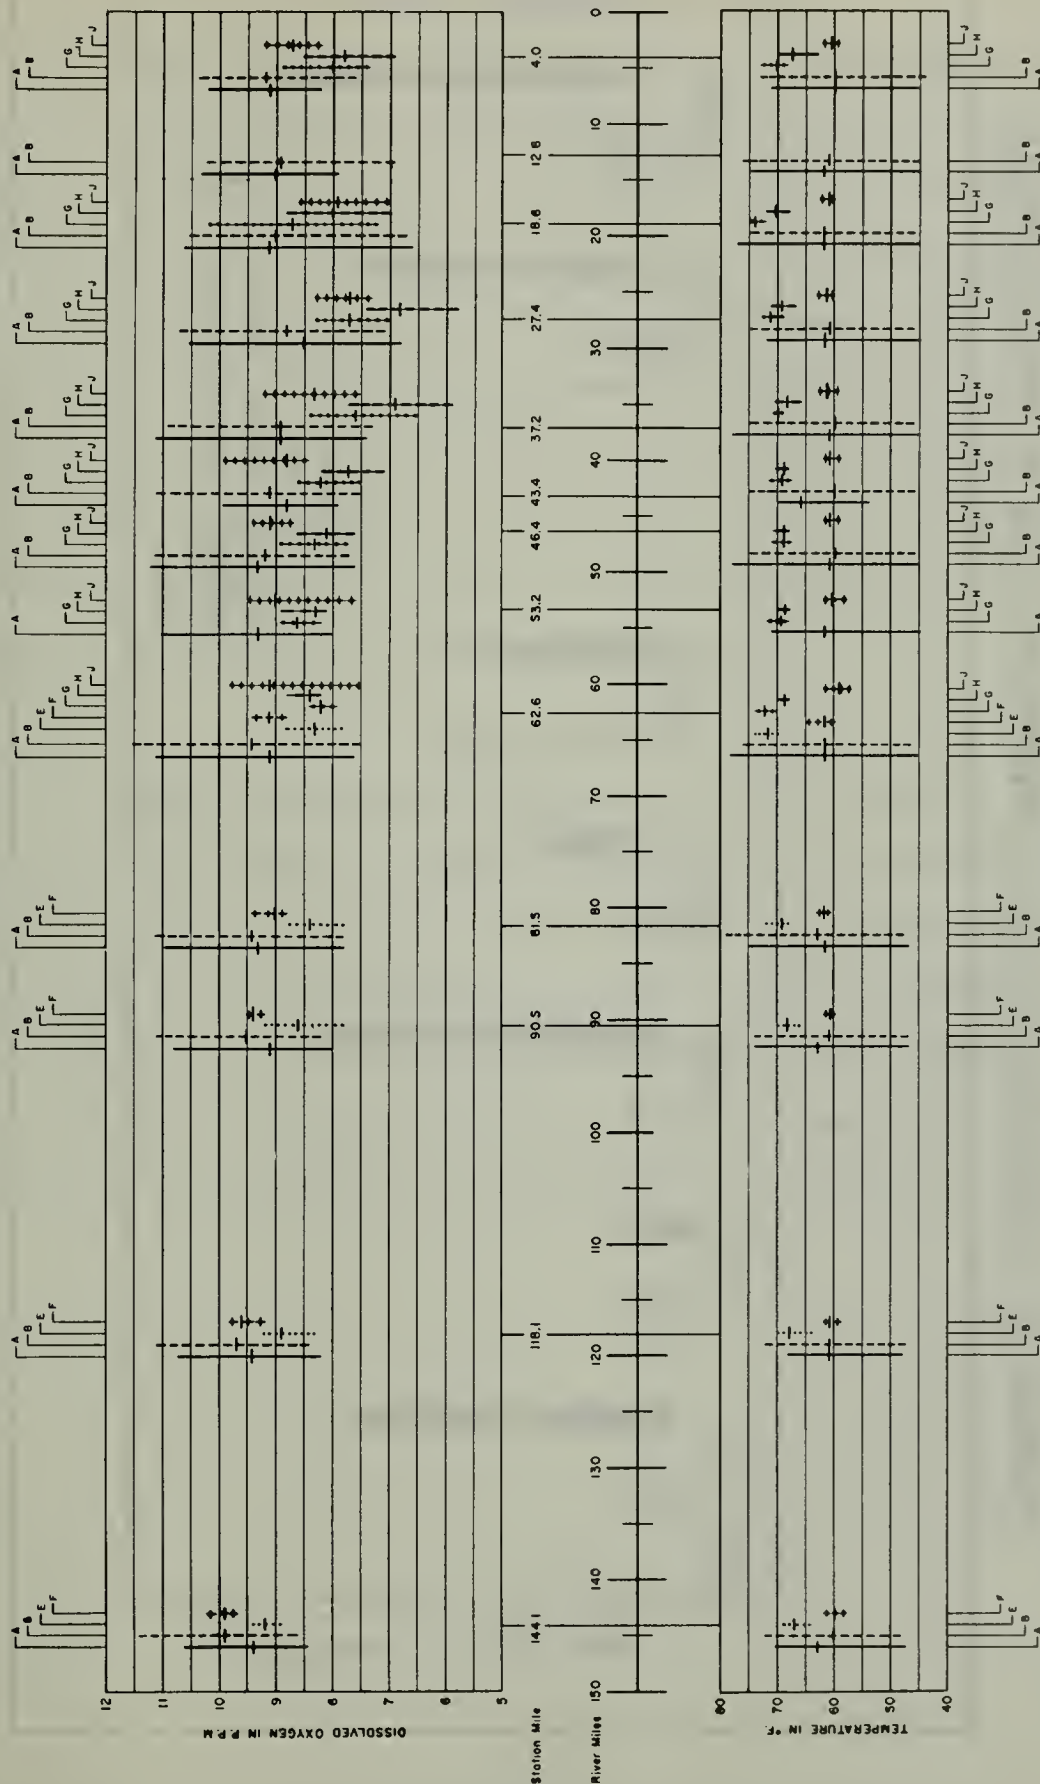 A B E F
A B E F
A B E F
A B E F
A B E F G H J
A G H J
A B G H J
A B G H J
A B G H J
A B G H J
A B G H J
A B
A B G H J
DISSOLVED OXYGEN IN P.P.M
12
11
10
9
8
7
6
5
Station Mile 144.1 118.1 90.5 81.5 62.6 53.2 46.4 43.4 37.2 27.4 18.6 12.6 4.0
River Miles 150 140 130 120 110 100 90 80 70 60 50 40 30 20 10 0
TEMPERATURE IN °F.
80
70
60
50
40
A B E F
A B E F
A B E F
A B E F
A B E F G H J
A G H J
A B G H J
A B G H J
A B G H J
A B G H J
A B G H J
A B
A B G H J